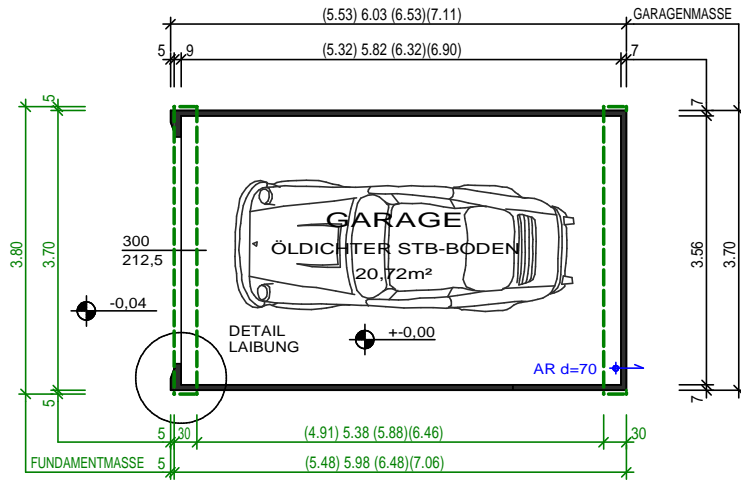 (5.53) 6.03 (6.53)(7.11)
GARAGENMASSE
5
9
(5.32) 5.82 (6.32)(6.90)
7
5
7
3.80
3.70
3.56
3.70
GARAGE
ÖLDICHTER STB-BODEN
20,72m²
300
212,5
-0,04
+-0,00
DETAIL
LAIBUNG
AR d=70
5
7
5
30
(4.91) 5.38 (5.88)(6.46)
30
FUNDAMENTMASSE
5
(5.48) 5.98 (6.48)(7.06)